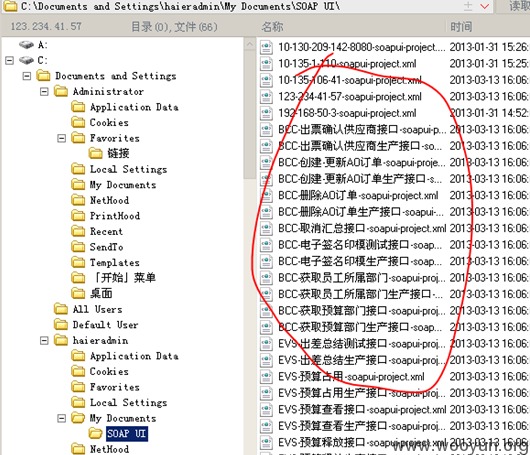 C:\Documents and Settings\haieradmin\My Documents\SOAP UI\
读取
123.234.41.57
目录(0),文件(66)
名称
时间
A:
C:
Documents and Settings
Administrator
Application Data
Cookies
Favorites
链接
Local Settings
My Documents
NetHood
PrintHood
Recent
SendTo
Templates
「开始」菜单
桌面
All Users
Default User
haieradmin
Application Data
Cookies
Favorites
Local Settings
My Documents
SOAP UI
NetHood
10-130-209-142-8080-soapui-project....
2013-01-31 15:26:
10-135-1-110-soapui-project.xml
2013-01-31 15:25:
10-135-106-41-soapui-project.xml
2013-03-13 16:06:
123-234-41-57-soapui-project.xml
2013-03-13 16:06:
192-168-50-3-soapui-project.xml
2013-01-31 14:52:
BCC-出票确认供应商接口-soapui-p...
2013-03-13 16:06:
BCC-出票确认供应商生产接口-soap...
2013-03-13 16:06:
BCC-创建-更新AO订单-soapui-proje...
2013-03-13 16:06:
BCC-创建-更新AO订单生产接口-soa...
2013-03-13 16:06:
BCC-删除AO订单-soapui-project.xml
2013-03-13 16:06:
BCC-删除AO订单生产接口-soapui-...
2013-03-13 16:06:
BCC-取消汇总接口-soapui-project.xml
2013-03-13 16:06:
BCC-电子签名印模测试接口-soap...
2013-03-13 16:06:
BCC-电子签名印模生产接口-soap...
2013-03-13 16:06:
BCC-获取员工所属部门-soapui-proj...
2013-03-13 16:06:
BCC-获取员工所属部门生产接口-...
2013-03-13 16:06:
BCC-获取预算部门接口-soapui-proj...
2013-03-13 16:06:
BCC-获取预算部门生产接口-soap...
2013-03-13 16:06:
EVS-出差总结测试接口-soapui-proj...
2013-03-13 16:06:
EVS-出差总结生产接口-soapui-proj...
2013-03-13 16:06:
EVS-预算占用-soapui-project.xml
2013-03-13 16:06:
EVS-预算占用生产接口-soapui-proj...
2013-03-13 16:06:
EVS-预算查看接口-soapui-project.xml
2013-03-13 16:06:
EVS-预算查看生产接口-soapui-proj...
2013-03-13 16:06:
EVS-预算释放接口-soapui-project.xml
2013-03-13 16:06:
www.wooyun.org